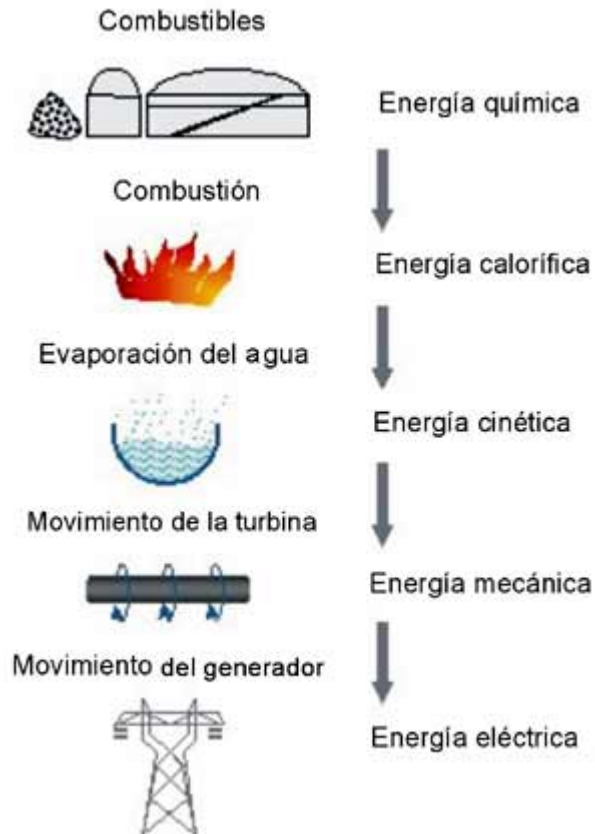 Combustibles
Energía química
Combustión
Energía calorífica
Evaporación del agua
Energía cinética
Movimiento de la turbina
Energía mecánica
Movimiento del generador
Energía eléctrica